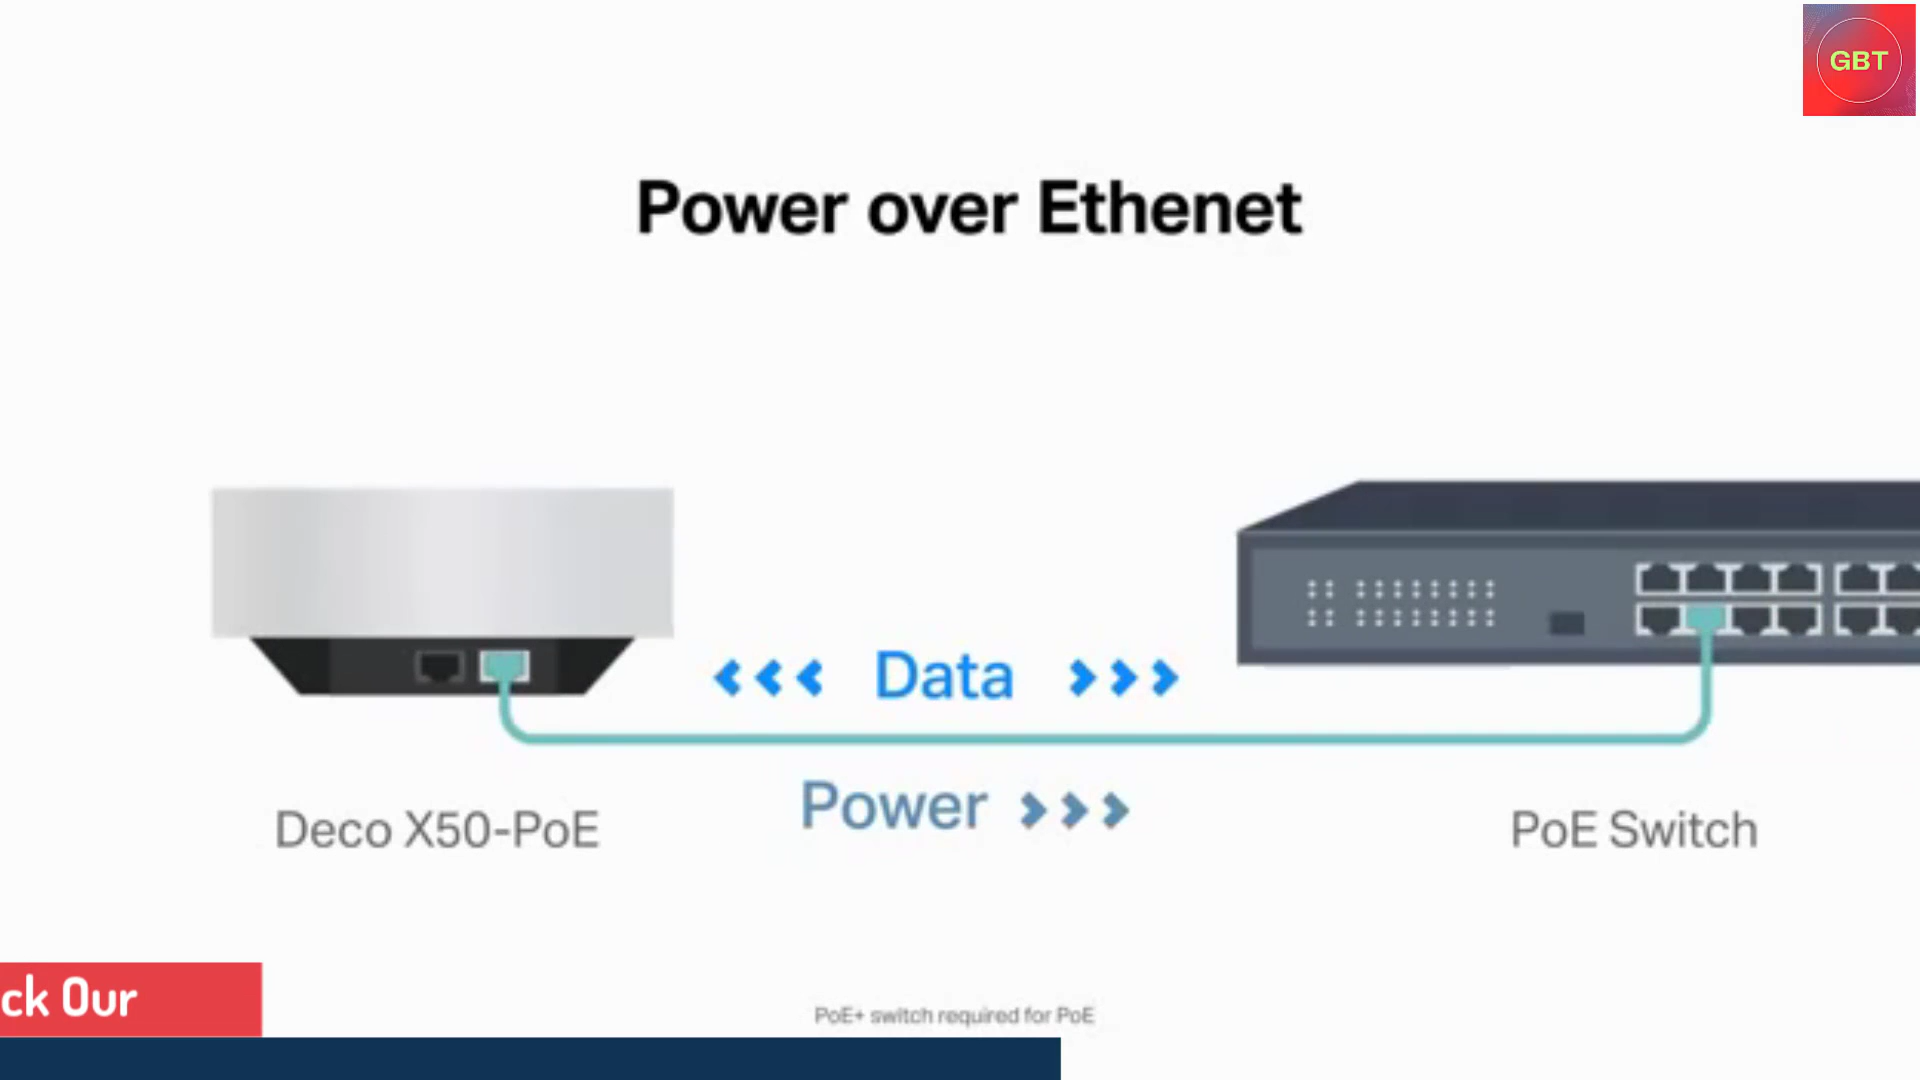 GBT
Power over Ethenet
<<< Data >>>
Power >>>
Deco X50-PoE
PoE Switch
ck Our
PoE+ switch required for PoE